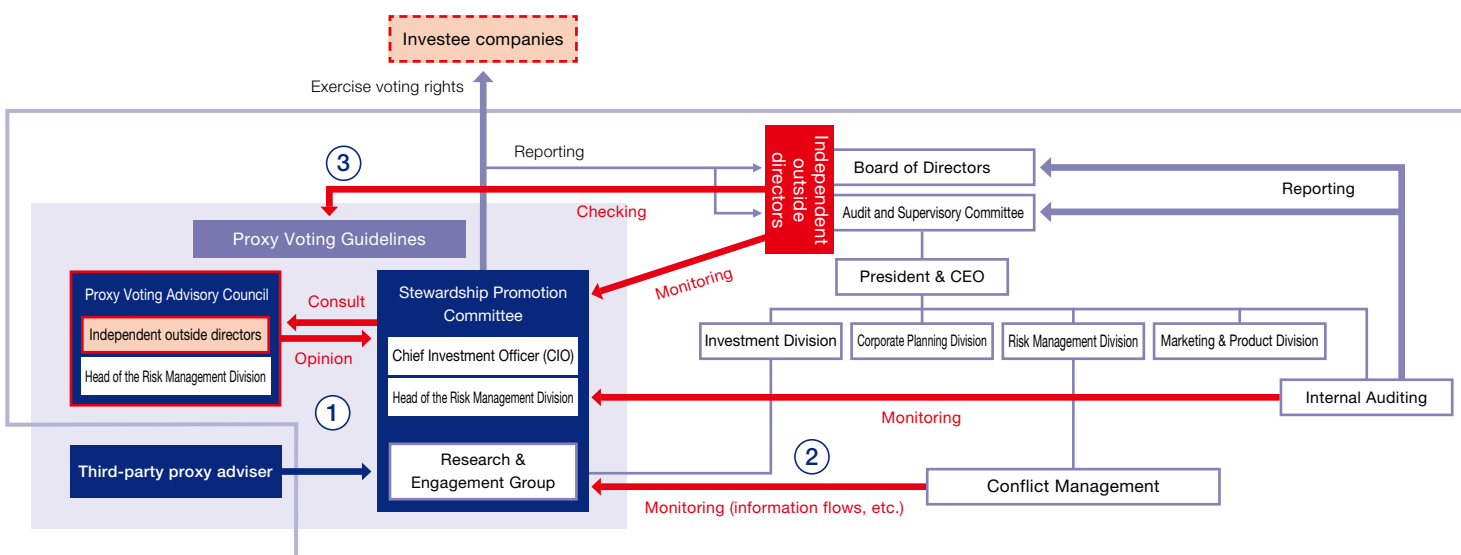 Investee companies
Exercise voting rights
Reporting
3
Independent
outside
directors
Board of Directors
Reporting
Audit and Supervisory Committee
Checking
Proxy Voting Guidelines
Monitoring
President & CEO
Proxy Voting Advisory Council
Independent outside directors
Head of the Risk Management Division
Consult
Opinion
Stewardship Promotion
Committee
Chief Investment Officer (CIO)
Head of the Risk Management Division
Investment Division
Corporate Planning Division
Risk Management Division
Marketing & Product Division
Internal Auditing
Monitoring
1
2
Third-party proxy adviser
Research &
Engagement Group
Conflict Management
Monitoring (information flows, etc.)